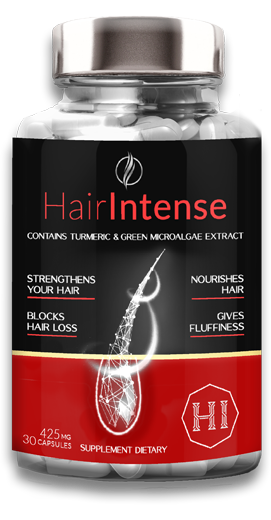 HairIntense
CONTAINS TURMERIC & GREEN MICROALGAE EXTRACT
STRENGTHENS
YOUR HAIR
NOURISHES
HAIR
BLOCKS
HAIR LOSS
GIVES
FLUFFINESS
425 MG
30 CAPSULES
SUPPLEMENT DIETARY
HI